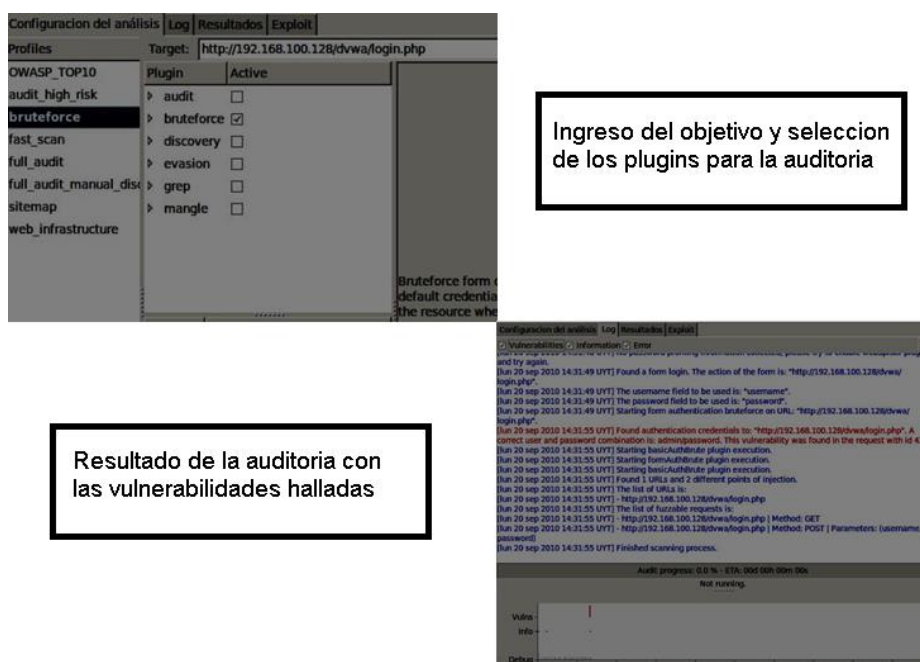 Configuracion del análisis Log Resultados Exploit
Profiles
Target: http://192.168.100.128/dvwa/login.php
OWASP_TOP10
audit_high_risk
bruteforce
fast_scan
full_audit
full_audit_manual_disc
sitemap
web_infrastructure
Plugin Active
audit
bruteforce
discovery
evasion
grep
mangle
Bruteforce form
default credentia
the resource whe
Ingreso del objetivo y seleccion
de los plugins para la auditoria
Resultado de la auditoria con
las vulnerabilidades halladas
Configuracion del análisis Log Resultados Exploit
Vulnerabilities Information Error
and try again.
[lun 20 sep 2010 14:31:49 UYT] Found a form login. The action of the form is: "http://192.168.100.128/dvwa/
login.php".
[lun 20 sep 2010 14:31:49 UYT] The username field to be used is: "username".
[lun 20 sep 2010 14:31:49 UYT] The password field to be used is: "password".
[lun 20 sep 2010 14:31:49 UYT] Starting form authentication bruteforce on URL: "http://192.168.100.128/dvwa/
login.php".
[lun 20 sep 2010 14:31:55 UYT] Found authentication credentials to: "http://192.168.100.128/dvwa/login.php". A
correct user and password combination is: admin/password. This vulnerability was found in the request with id
[lun 20 sep 2010 14:31:55 UYT] Starting basicAuthBrute plugin execution.
[lun 20 sep 2010 14:31:55 UYT] Starting formAuthBrute plugin execution.
[lun 20 sep 2010 14:31:55 UYT] Starting basicAuthBrute plugin execution.
[lun 20 sep 2010 14:31:55 UYT] Found 1 URLs and 2 different points of injection.
[lun 20 sep 2010 14:31:55 UYT] The list of URLs is:
[lun 20 sep 2010 14:31:55 UYT] - http://192.168.100.128/dvwa/login.php
[lun 20 sep 2010 14:31:55 UYT] The list of fuzzable requests is:
[lun 20 sep 2010 14:31:55 UYT] - http://192.168.100.128/dvwa/login.php | Method: GET
[lun 20 sep 2010 14:31:55 UYT] - http://192.168.100.128/dvwa/login.php | Method: POST | Parameters: (username,
password)
[lun 20 sep 2010 14:31:55 UYT] Finished scanning process.
Audit progress: 0.0 % - ETA: 00d 00h 00m 00s
Not running.
Vulns
Info
Debug